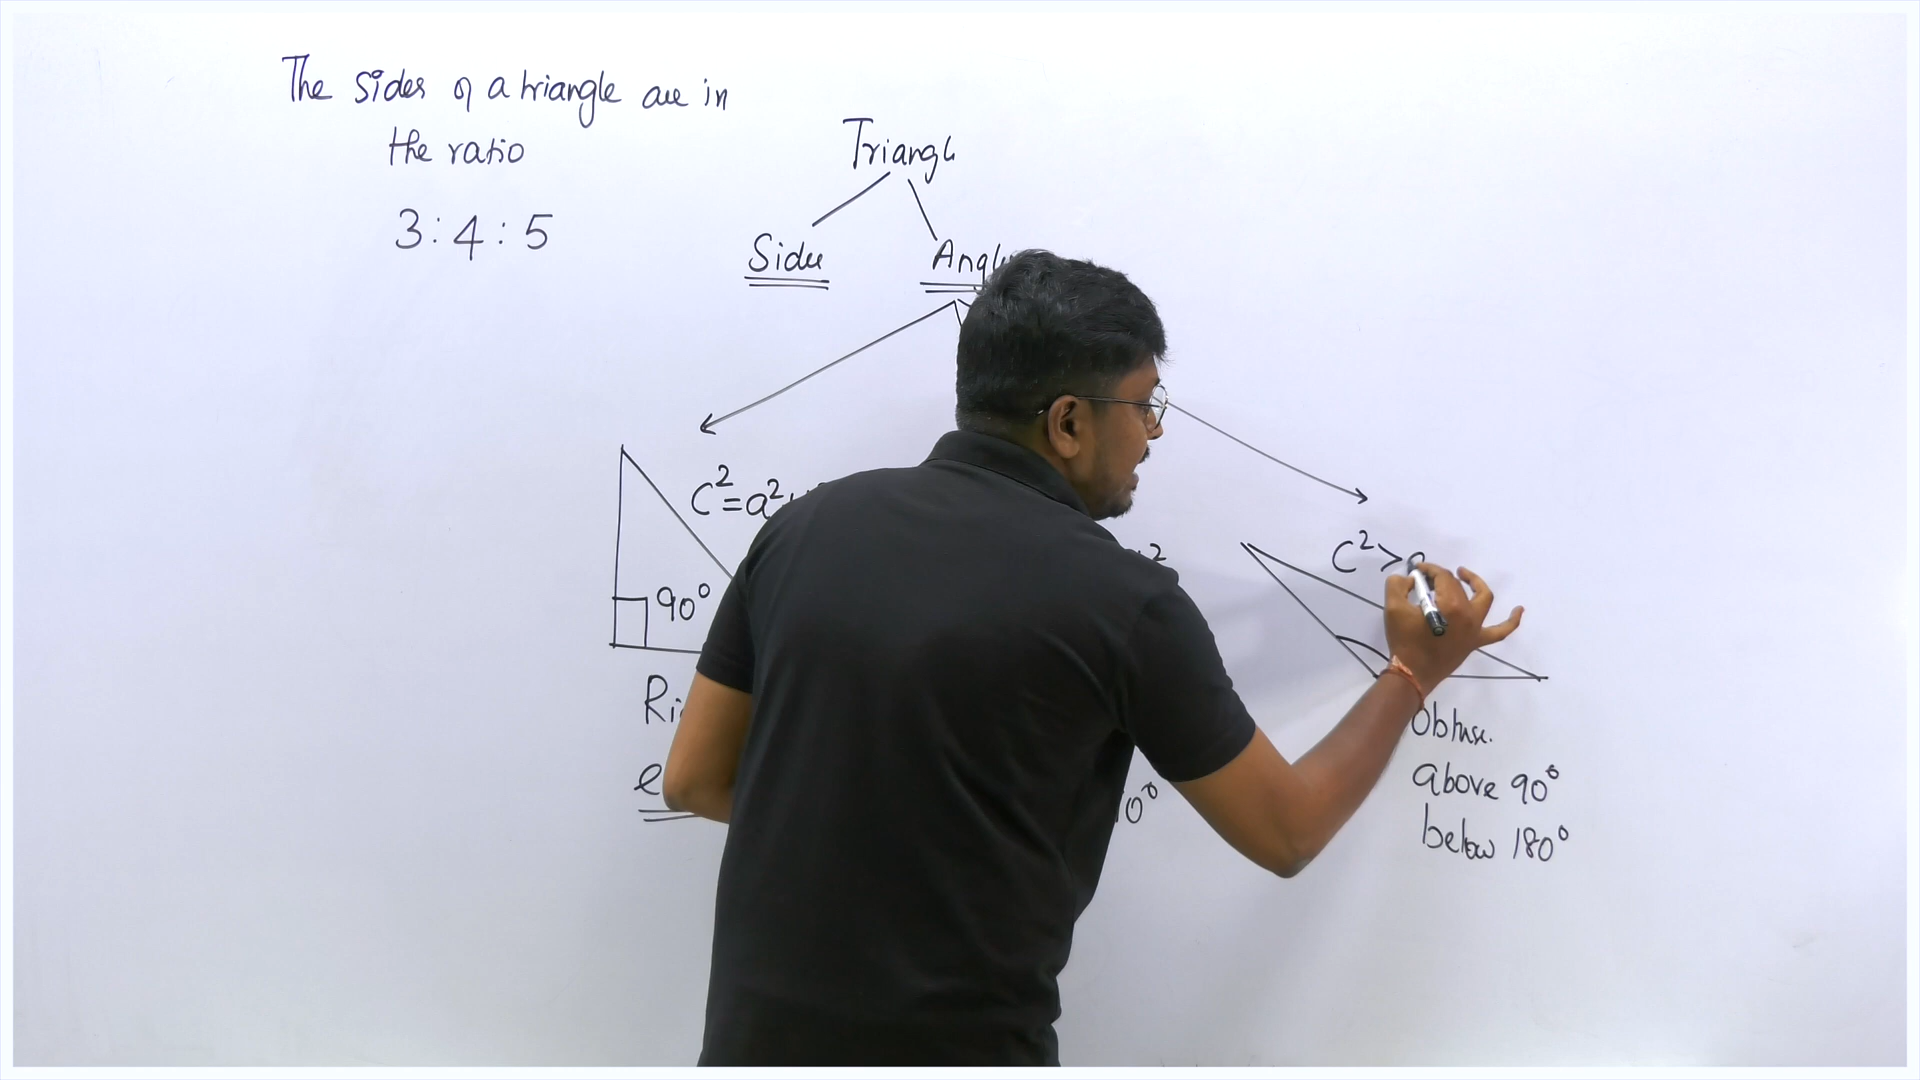 The sides of a triangle are in
the ratio
3:4:5
Triangle
Sides
C²=a²
90°
C²>
Obtuse.
above 90°
below 180°